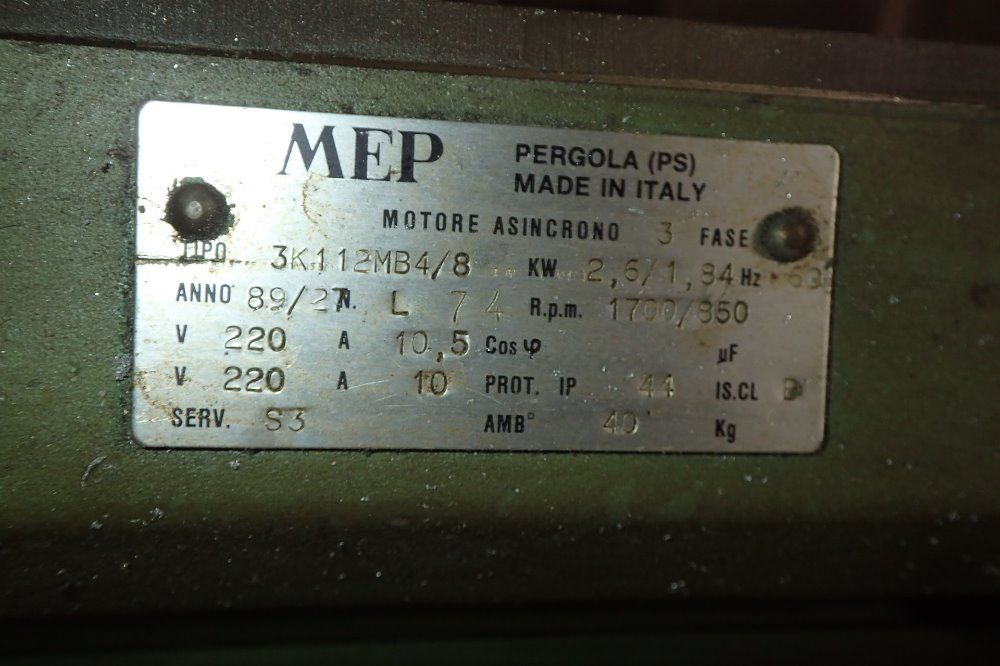 MEP
PERGOLA (PS)
MADE IN ITALY
MOTORE ASINCRONO 3 FASE
TIPO 3K112MB4/8 KW 2,6/1,84 Hz
ANNO 89/27 N. L 74 R.p.m. 1700/850
V 220 A 10,5 Cos φ µF
V 220 A 10 PROT. IP 44 IS.CL
SERV. S3 AMB° 40 Kg